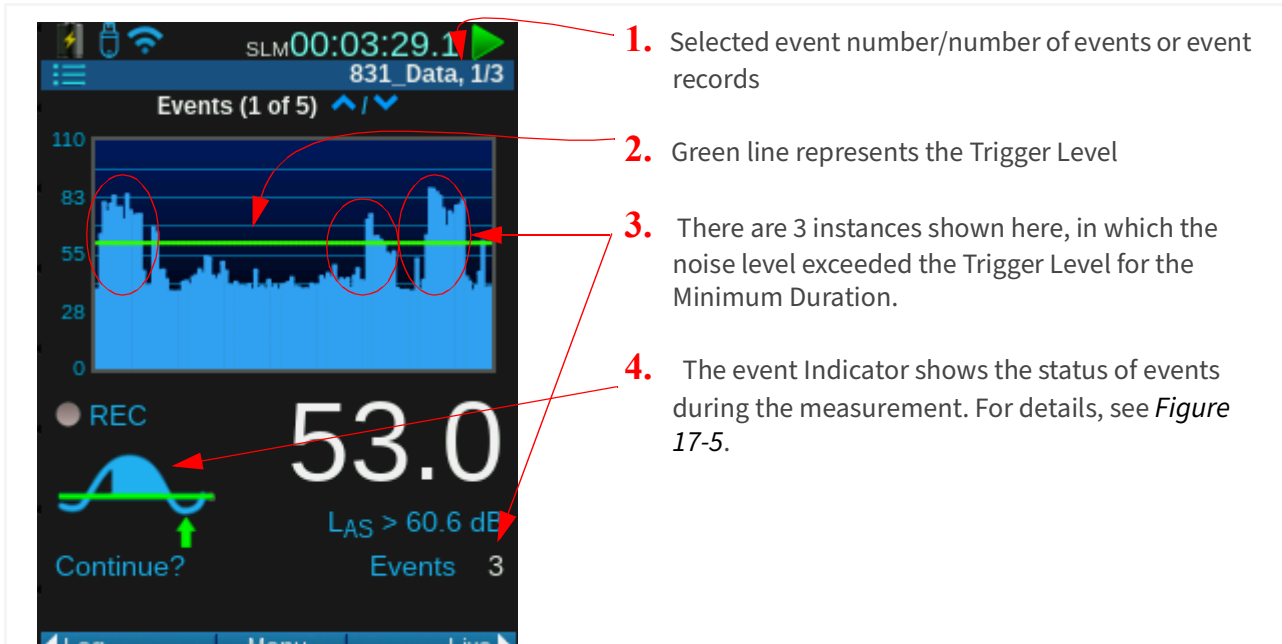 SLM00:03:29.1
831_Data, 1/3
Events (1 of 5) /
110
83
55
28
0
REC
53.0
LAS > 60.6 dB
Continue?
Events 3
Log Menu Live
1. Selected event number/number of events or event
records
2. Green line represents the Trigger Level
3. There are 3 instances shown here, in which the
noise level exceeded the Trigger Level for the
Minimum Duration.
4. The event Indicator shows the status of events
during the measurement. For details, see Figure
17-5.